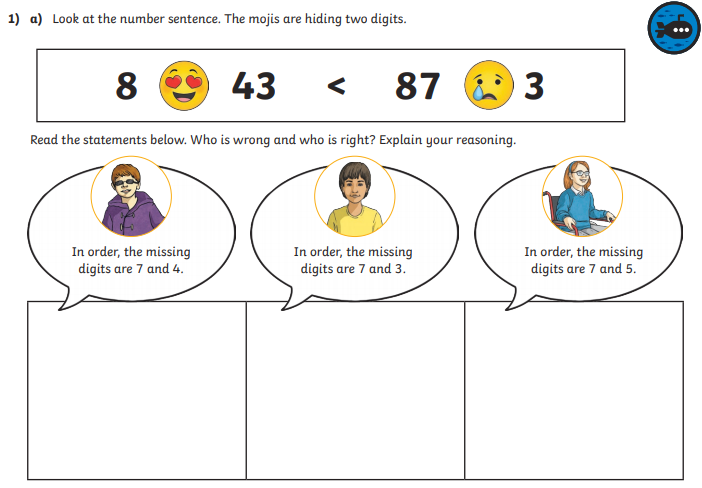 1) a) Look at the number sentence. The mojis are hiding two digits.
8 😍 43 < 87 😢 3
Read the statements below. Who is wrong and who is right? Explain your reasoning.
In order, the missing
digits are 7 and 4.
In order, the missing
digits are 7 and 3.
In order, the missing
digits are 7 and 5.